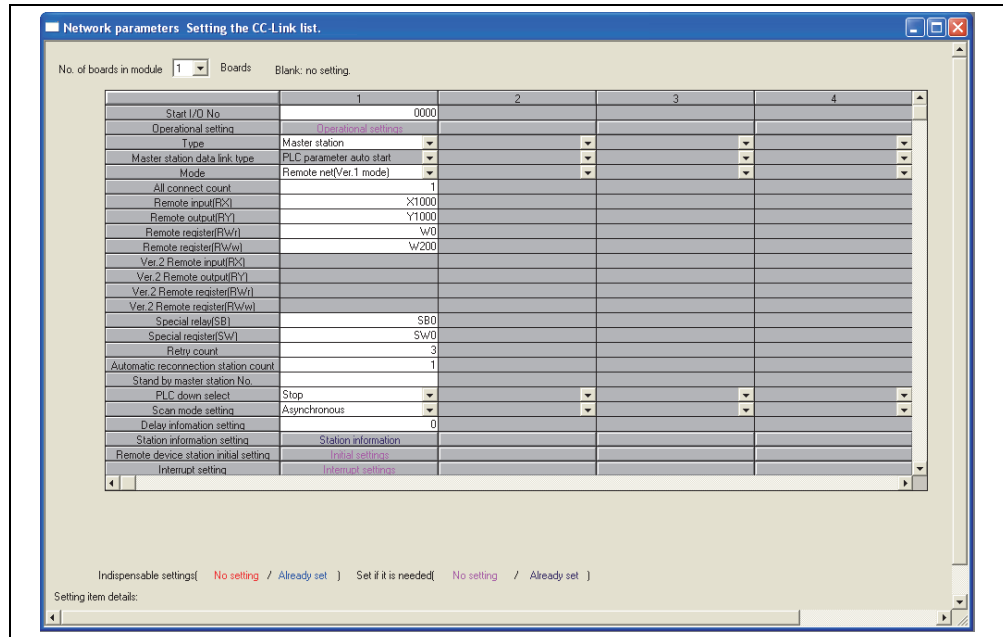 Network parameters Setting the CC-Link list.
No. of boards in module 1 Boards Blank: no setting.
1 2 3 4
Start I/O No 0000
Operational setting Operational settings
Type Master station
Master station data link type PLC parameter auto start
Mode Remote net(Ver.1 mode)
All connect count 1
Remote input(RX) X1000
Remote output(RY) Y1000
Remote register(RWr) W0
Remote register(RWw) W200
Ver.2 Remote input(RX)
Ver.2 Remote output(RY)
Ver.2 Remote register(RWr)
Ver.2 Remote register(RWw)
Special relay(SB) SB0
Special register(SW) SW0
Retry count 3
Automatic reconnection station count 1
Stand by master station No.
PLC down select Stop
Scan mode setting Asynchronous
Delay infomation setting 0
Station information setting Station information
Remote device station initial setting Initial settings
Interrupt setting Interrupt settings
Indispensable settings( No setting / Already set ) Set if it is needed( No setting / Already set )
Setting item details: